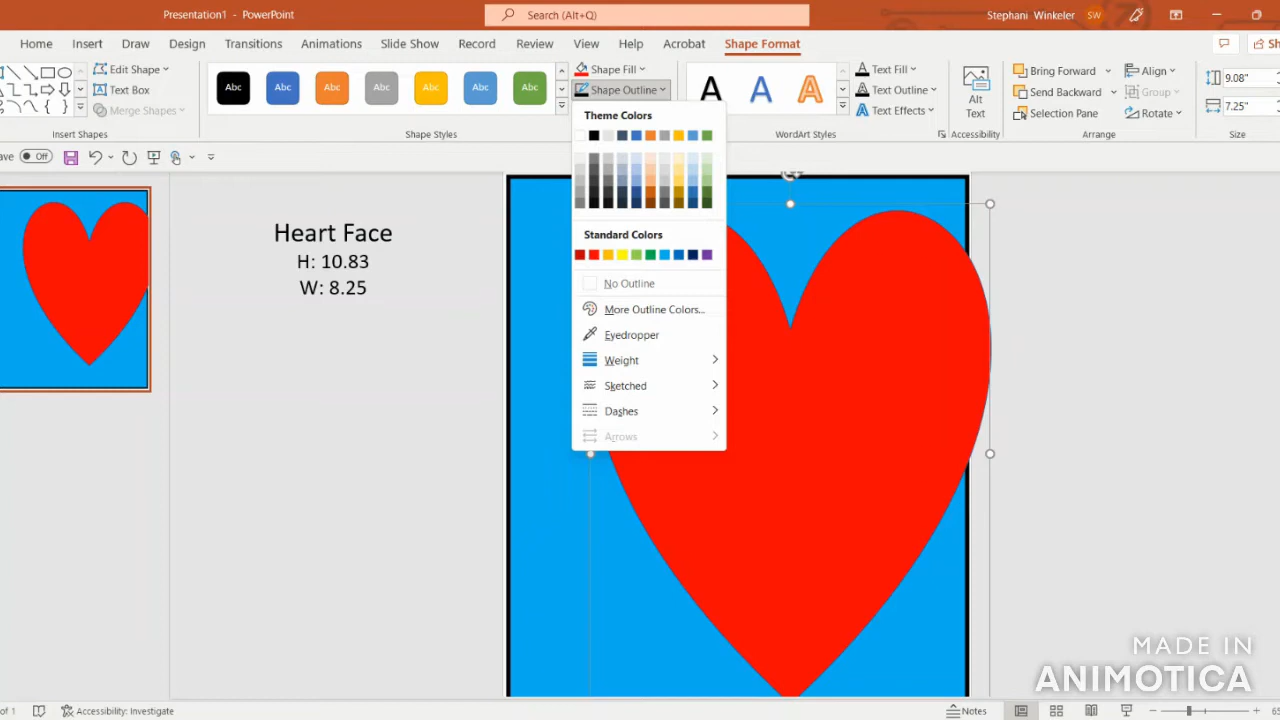 Presentation1 - PowerPoint
Search (Alt+Q)
Stephani Winkeler SW
Home Insert Draw Design Transitions Animations Slide Show Record Review View Help Acrobat Shape Format
Edit Shape
Text Box
Merge Shapes
Insert Shapes
Abc Abc Abc Abc Abc Abc Abc
Shape Styles
Shape Fill
Shape Outline
A A A
WordArt Styles
Text Fill
Text Outline
Text Effects
Alt
Text
Accessibility
Bring Forward
Send Backward
Selection Pane
Align
Group
Rotate
Arrange
9.08"
7.25"
Size
Off
Theme Colors
Standard Colors
No Outline
More Outline Colors...
Eyedropper
Weight
Sketched
Dashes
Arrows
Heart Face
H: 10.83
W: 8.25
MADE IN
ANIMOTICA
of 1
Accessibility: Investigate
Notes